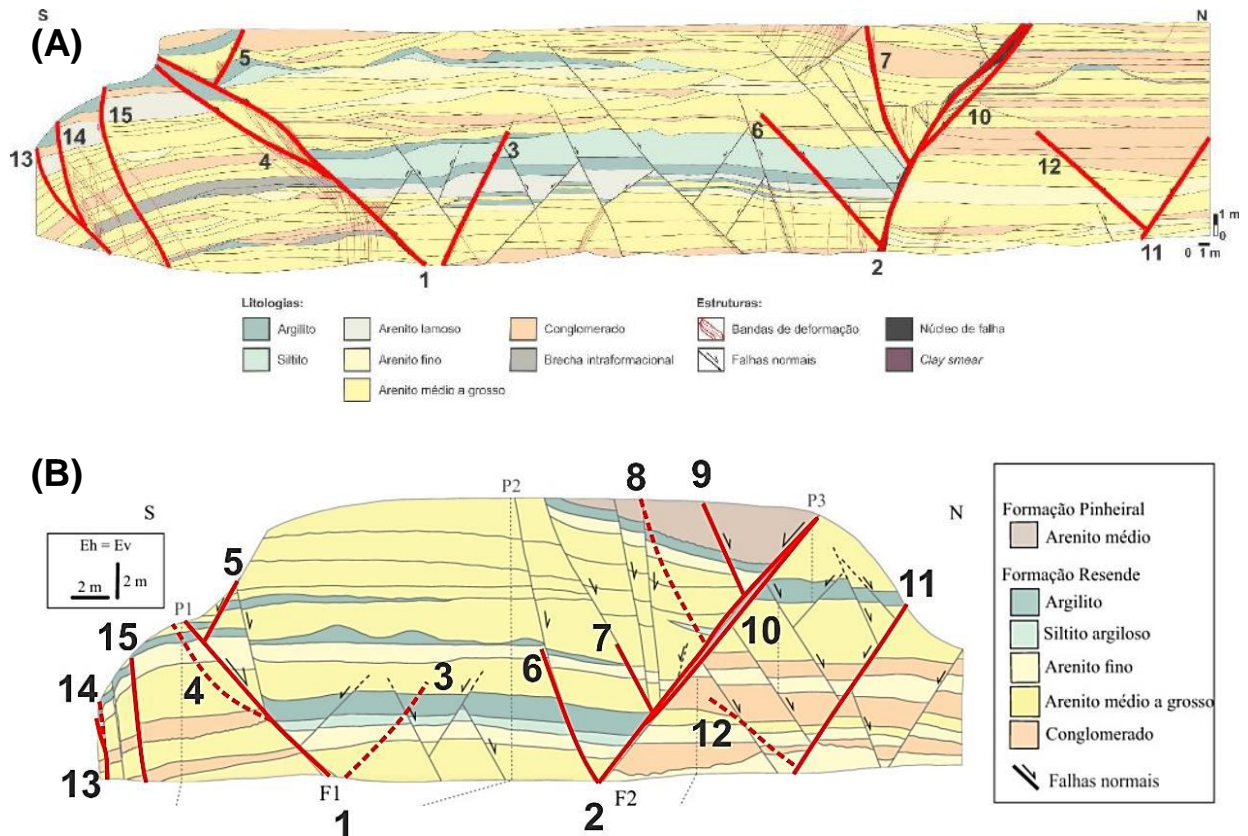 S
N
(A)
5
7
15
10
14
6
13
4
3
12
1 m
0
0 1 m
1
2
11
Litologias:
Estruturas:
Argilito
Arenito lamoso
Conglomerado
Bandas de deformação
Núcleo de falha
Siltito
Arenito fino
Brecha intraformacional
Falhas normais
Clay smear
Arenito médio a grosso
(B)
8
9
P2
P3
S
N
Eh = Ev
2 m
2 m
5
P1
11
15
10
7
6
14
4
3
12
13
F1
F2
1
2
Formação Pinheiral
Arenito médio
Formação Resende
Argilito
Siltito argiloso
Arenito fino
Arenito médio a grosso
Conglomerado
Falhas normais